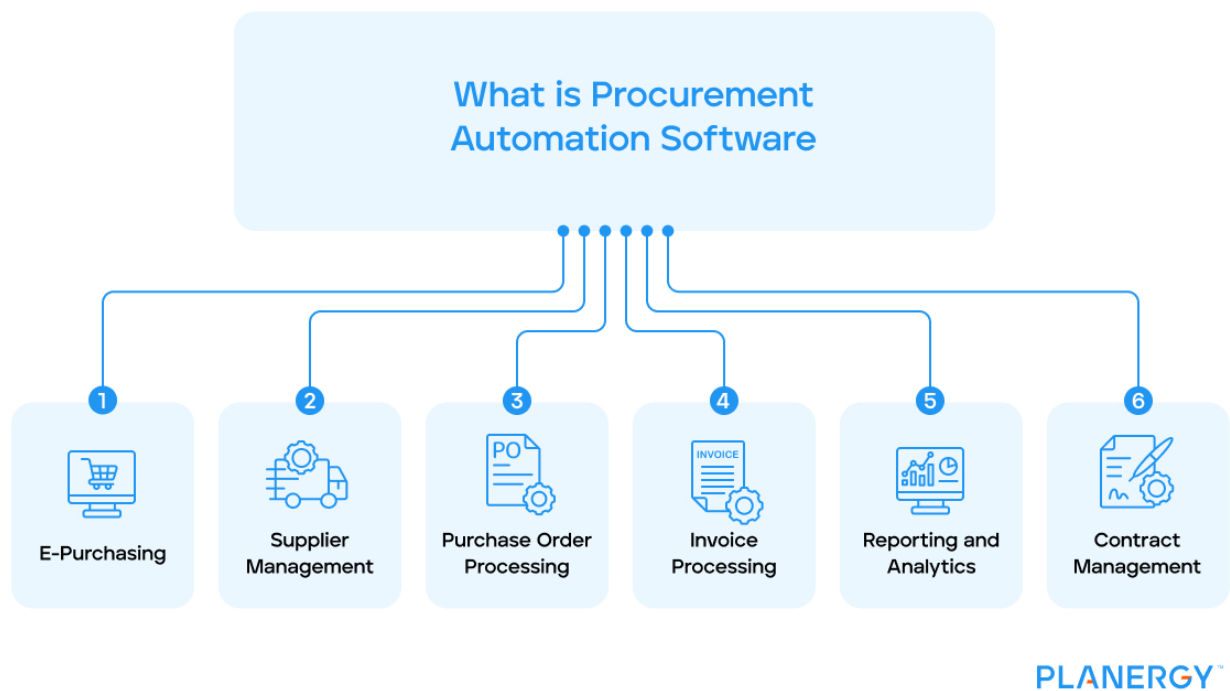 What is Procurement
Automation Software
1
2
3
4
5
6
PO
INVOICE
E-Purchasing
Supplier
Management
Purchase Order
Processing
Invoice
Processing
Reporting and
Analytics
Contract
Management
PLANERGY™